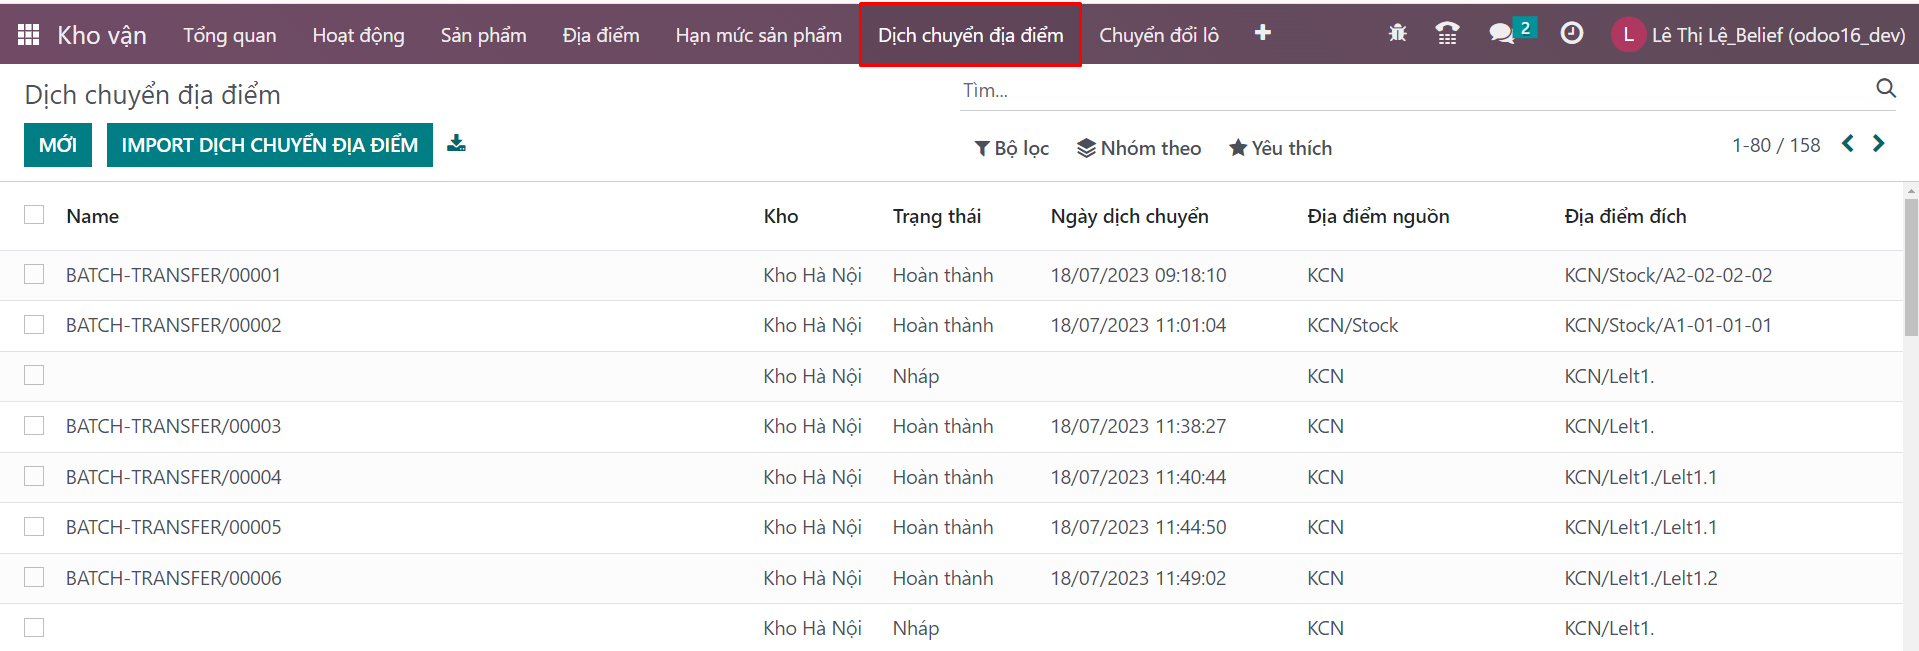 Kho vận Tổng quan Hoạt động Sản phẩm Địa điểm Hạn mức sản phẩm Dịch chuyển địa điểm Chuyển đổi lô 2 L Lê Thị Lệ_Belief (odoo16_dev)
Dịch chuyển địa điểm Tìm...
MỚI IMPORT DỊCH CHUYỂN ĐỊA ĐIỂM Bộ lọc Nhóm theo Yêu thích 1-80 / 158
Name Kho Trạng thái Ngày dịch chuyển Địa điểm nguồn Địa điểm đích
BATCH-TRANSFER/00001 Kho Hà Nội Hoàn thành 18/07/2023 09:18:10 KCN KCN/Stock/A2-02-02-02
BATCH-TRANSFER/00002 Kho Hà Nội Hoàn thành 18/07/2023 11:01:04 KCN/Stock KCN/Stock/A1-01-01-01
Kho Hà Nội Nháp KCN KCN/Lelt1.
BATCH-TRANSFER/00003 Kho Hà Nội Hoàn thành 18/07/2023 11:38:27 KCN KCN/Lelt1.
BATCH-TRANSFER/00004 Kho Hà Nội Hoàn thành 18/07/2023 11:40:44 KCN KCN/Lelt1./Lelt1.1
BATCH-TRANSFER/00005 Kho Hà Nội Hoàn thành 18/07/2023 11:44:50 KCN KCN/Lelt1./Lelt1.1
BATCH-TRANSFER/00006 Kho Hà Nội Hoàn thành 18/07/2023 11:49:02 KCN KCN/Lelt1./Lelt1.2
Kho Hà Nội Nháp KCN KCN/Lelt1.